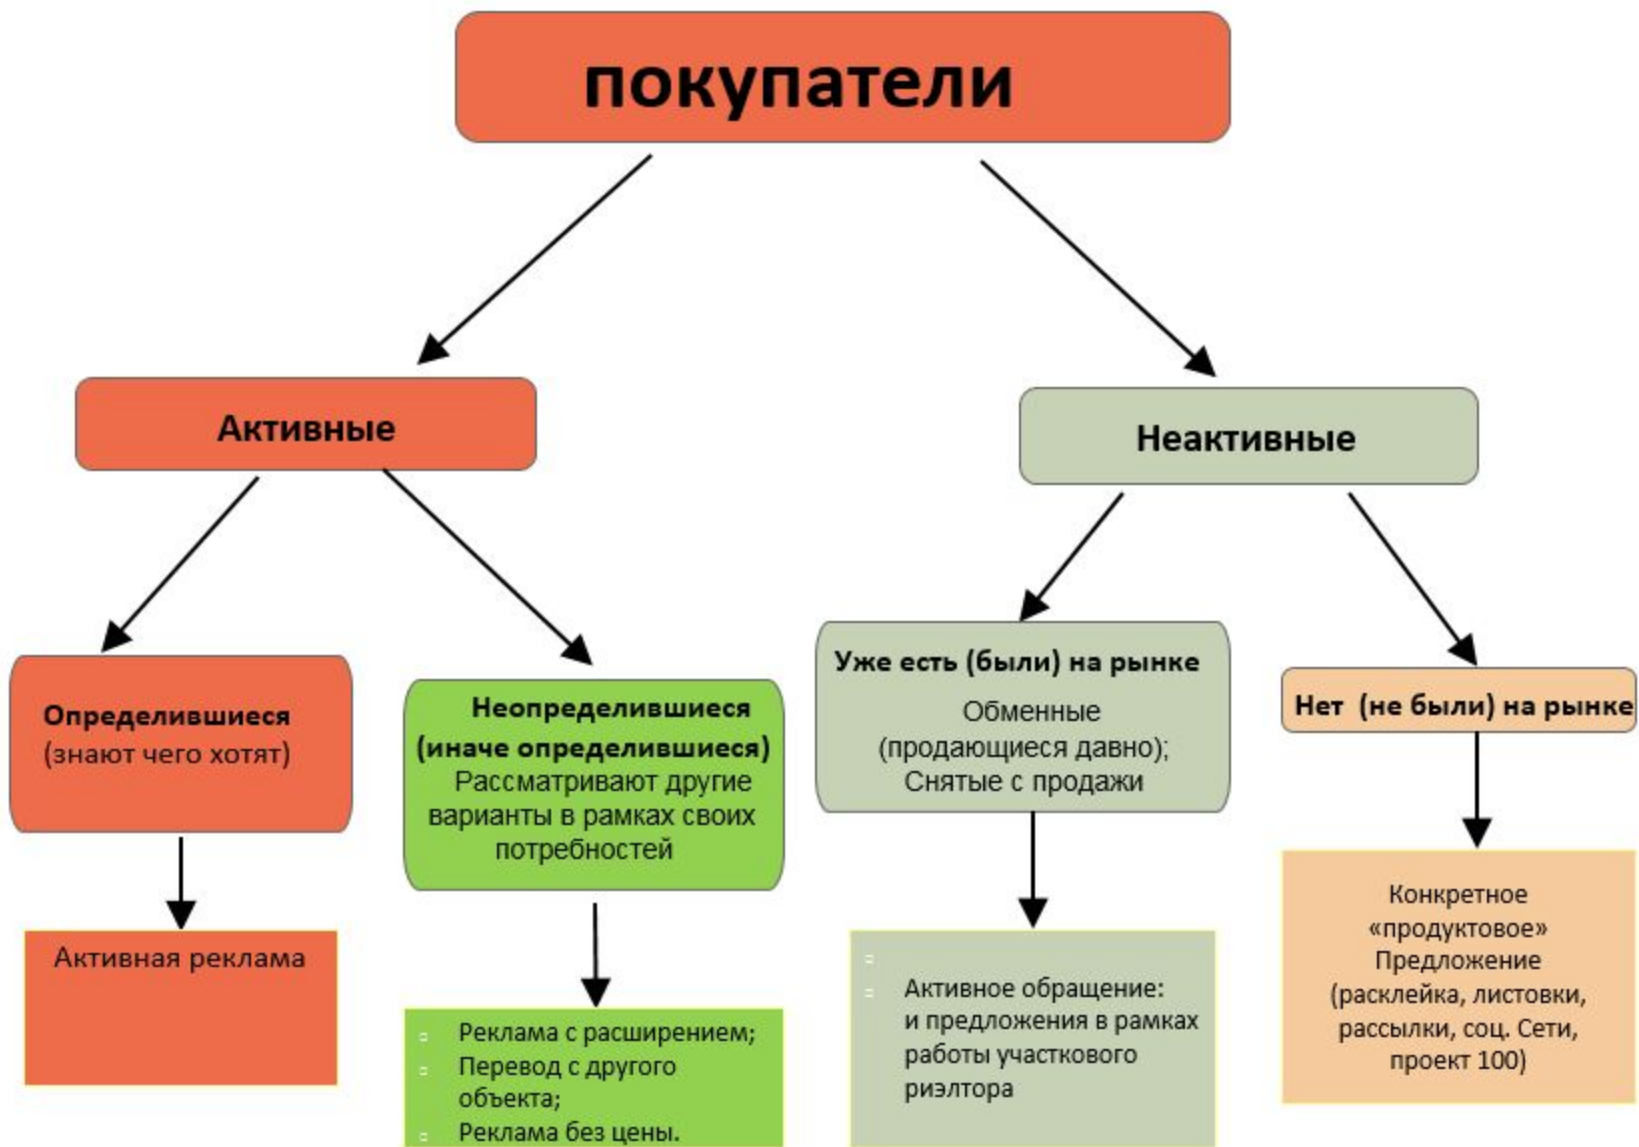 покупатели
Активные
Неактивные
Определившиеся
(знают чего хотят)
Неопределившиеся
(иначе определившиеся)
Рассматривают другие
варианты в рамках своих
потребностей
Уже есть (были) на рынке
Обменные
(продающиеся давно);
Снятые с продажи
Нет (не были) на рынке
Активная реклама
Реклама с расширением;
Перевод с другого
объекта;
Реклама без цены.
Активное обращение:
и предложения в рамках
работы участкового
риэлтора
Конкретное
«продуктовое»
Предложение
(расклейка, листовки,
рассылки, соц. Сети,
проект 100)